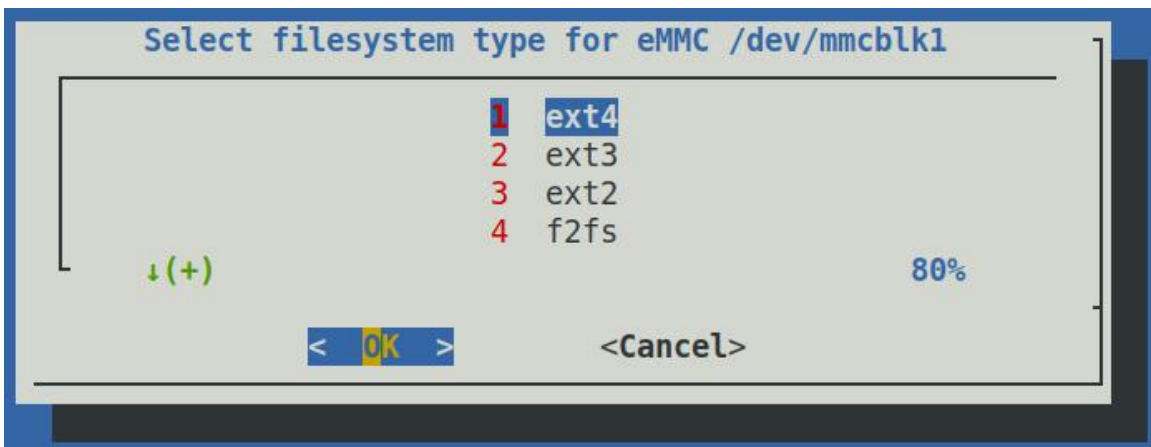 Select filesystem type for eMMC /dev/mmcblk1
1 ext4
2 ext3
3 ext2
4 f2fs
↓(+) 80%
< OK > <Cancel>